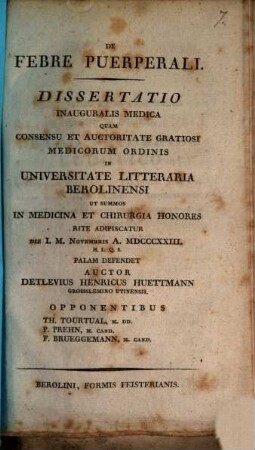 7.
DE
FEBRE PUERPERALI.
DISSERTATIO
INAUGURALIS MEDICA
QUAM
CONSENSU ET AUCTORITATE GRATIOSI
MEDICORUM ORDINIS
IN
UNIVERSITATE LITTERARIA
BEROLINENSI
UT SUMMOS
IN MEDICINA ET CHIRURGIA HONORES
RITE ADIPISCATUR
DIE I. M. NOVEMBRIS A. MDCCCXXIII.
H. L. Q. S.
PALAM DEFENDET
AUCTOR
DETLEVIUS HENRICUS HUETTMANN
GROSSLEMINO UTINENSIS.
OPPONENTIBUS
TH. TOURTUAL, M. DD.
P. PREHN, M. CAND.
F. BRUEGGEMANN, M. CAND.
BEROLINI, FORMIS FEISTERIANIS.